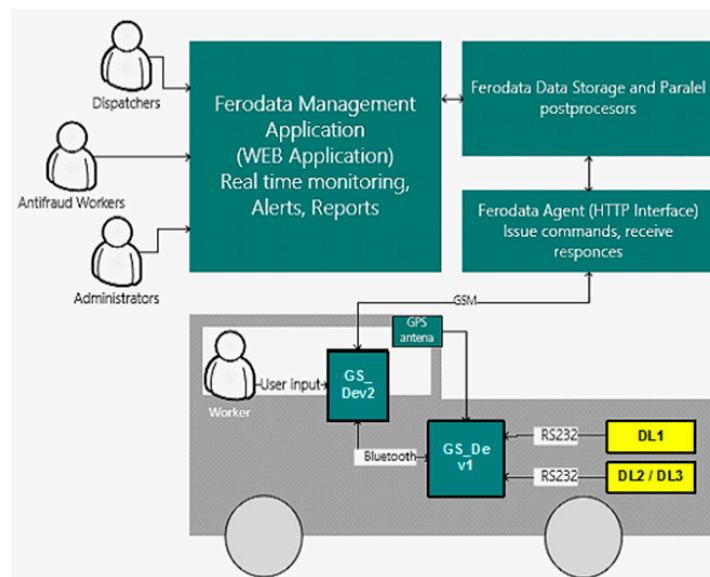 Dispatchers
Antifraud Workers
Administrators
Ferodata Management
Application
(WEB Application)
Real time monitoring,
Alerts, Reports
Ferodata Data Storage and Paralel
postprocesors
Ferodata Agent (HTTP Interface)
Issue commands, receive
responces
GSM
GPS
antena
Worker
User input
GS_
Dev2
Bluetooth
GS_De
v1
RS232
DL1
RS232
DL2 / DL3